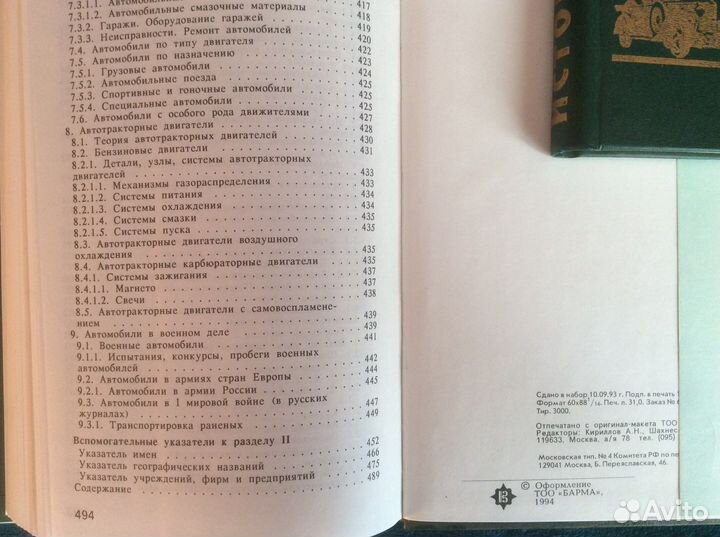 7.3.1.1. Автомобильные 417
7.3.1.2. Автомобильные смазочные материалы 418
7.3.2. Гаражи. Оборудование гаражей 419
7.3.3. Неисправности. Ремонт автомобилей 420
7.4. Автомобили по типу двигателя 422
7.5. Автомобили по назначению 423
7.5.1. Грузовые автомобили 424
7.5.2. Автомобильные поезда 425
7.5.3. Спортивные и гоночные автомобили 425
7.5.4. Специальные автомобили 425
7.6. Автомобили с особого рода движителями 427
8. Автотракторные двигатели 428
8.1. Теория автотракторных двигателей 430
8.2. Бензиновые двигатели 431
8.2.1. Детали, узлы, системы автотракторных
двигателей 433
8.2.1.1. Механизмы газораспределения 433
8.2.1.2. Системы питания 434
8.2.1.3. Системы охлаждения 434
8.2.1.4. Системы смазки 435
8.2.1.5. Системы пуска 435
8.3. Автотракторные двигатели воздушного
охлаждения 435
8.4. Автотракторные карбюраторные двигатели 435
8.4.1. Системы зажигания 437
8.4.1.1. Магнето 437
8.4.1.2. Свечи 438
8.5. Автотракторные двигатели с самовоспламене-
нием 439
9. Автомобили в военном деле 439
9.1. Военные автомобили 441
9.1.1. Испытания, конкурсы, пробеги военных
автомобилей 442
9.2. Автомобили в армиях стран Европы 444
9.2.1. Автомобили в армии России 445
9.3. Автомобили в 1 мировой войне (в русских
журналах) 447
9.3.1. Транспортировка раненых
Вспомогательные указатели к разделу II 452
Указатель имен 466
Указатель географических названий 475
Указатель учреждений, фирм и предприятий 489
Содержание
494
ИСТО
Сдано в набор 10.09.93 г. Подп. в печать
Формат 60х88 1/16. Печ. л. 31,0. Заказ №
Тир. 3000.
Отпечатано с оригинал-макета ТОО
Редакторы: Кириллов А.Н.,
119633, Москва, а/я 78 тел. (095)
Московская тип. № 4 Комитета РФ по
129041 Москва, Б. Переяславская, 46.
© Оформление
ТОО «БАРМА»,
1994
Avito